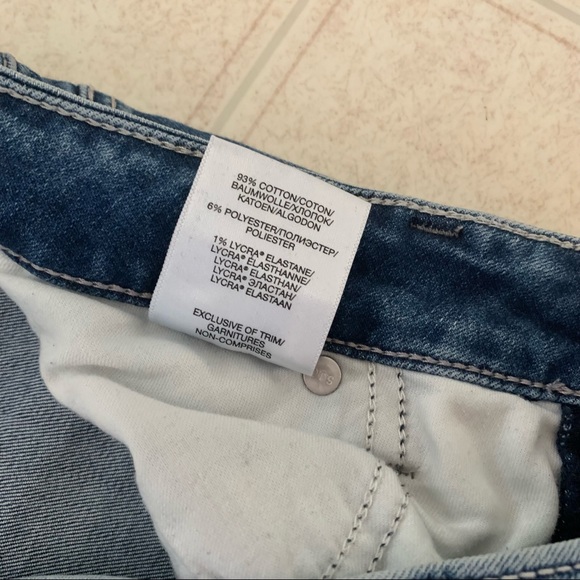 93% COTTON/COTON/
BAUMWOLLE/ХЛОПОК/
KATOEN/ALGODON
6% POLYESTER/ПОЛИЭСТЕР/
POLIESTER
1% LYCRA® ELASTANE/
LYCRA® ÉLASTHANNE/
LYCRA® ELASTHAN/
LYCRA® ЭЛАСТАН/
LYCRA® ELASTAAN
EXCLUSIVE OF TRIM/
GARNITURES
NON-COMPRISES